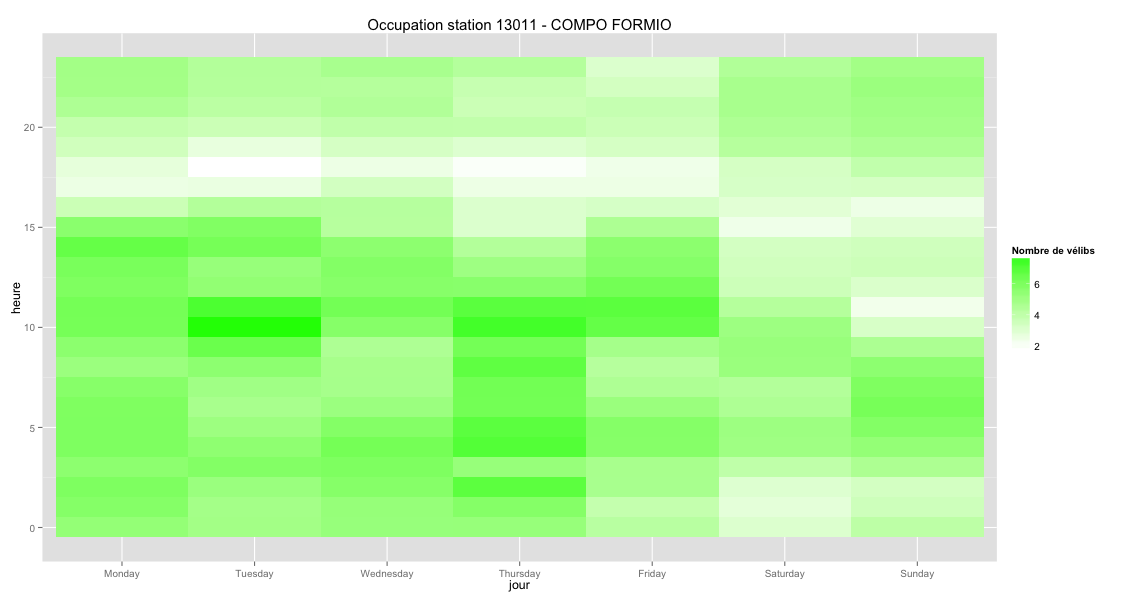 Occupation station 13011 - COMPO FORMIO
heure
20
15
10
5
0
Monday Tuesday Wednesday Thursday Friday Saturday Sunday
jour
Nombre de vélibs
6
4
2